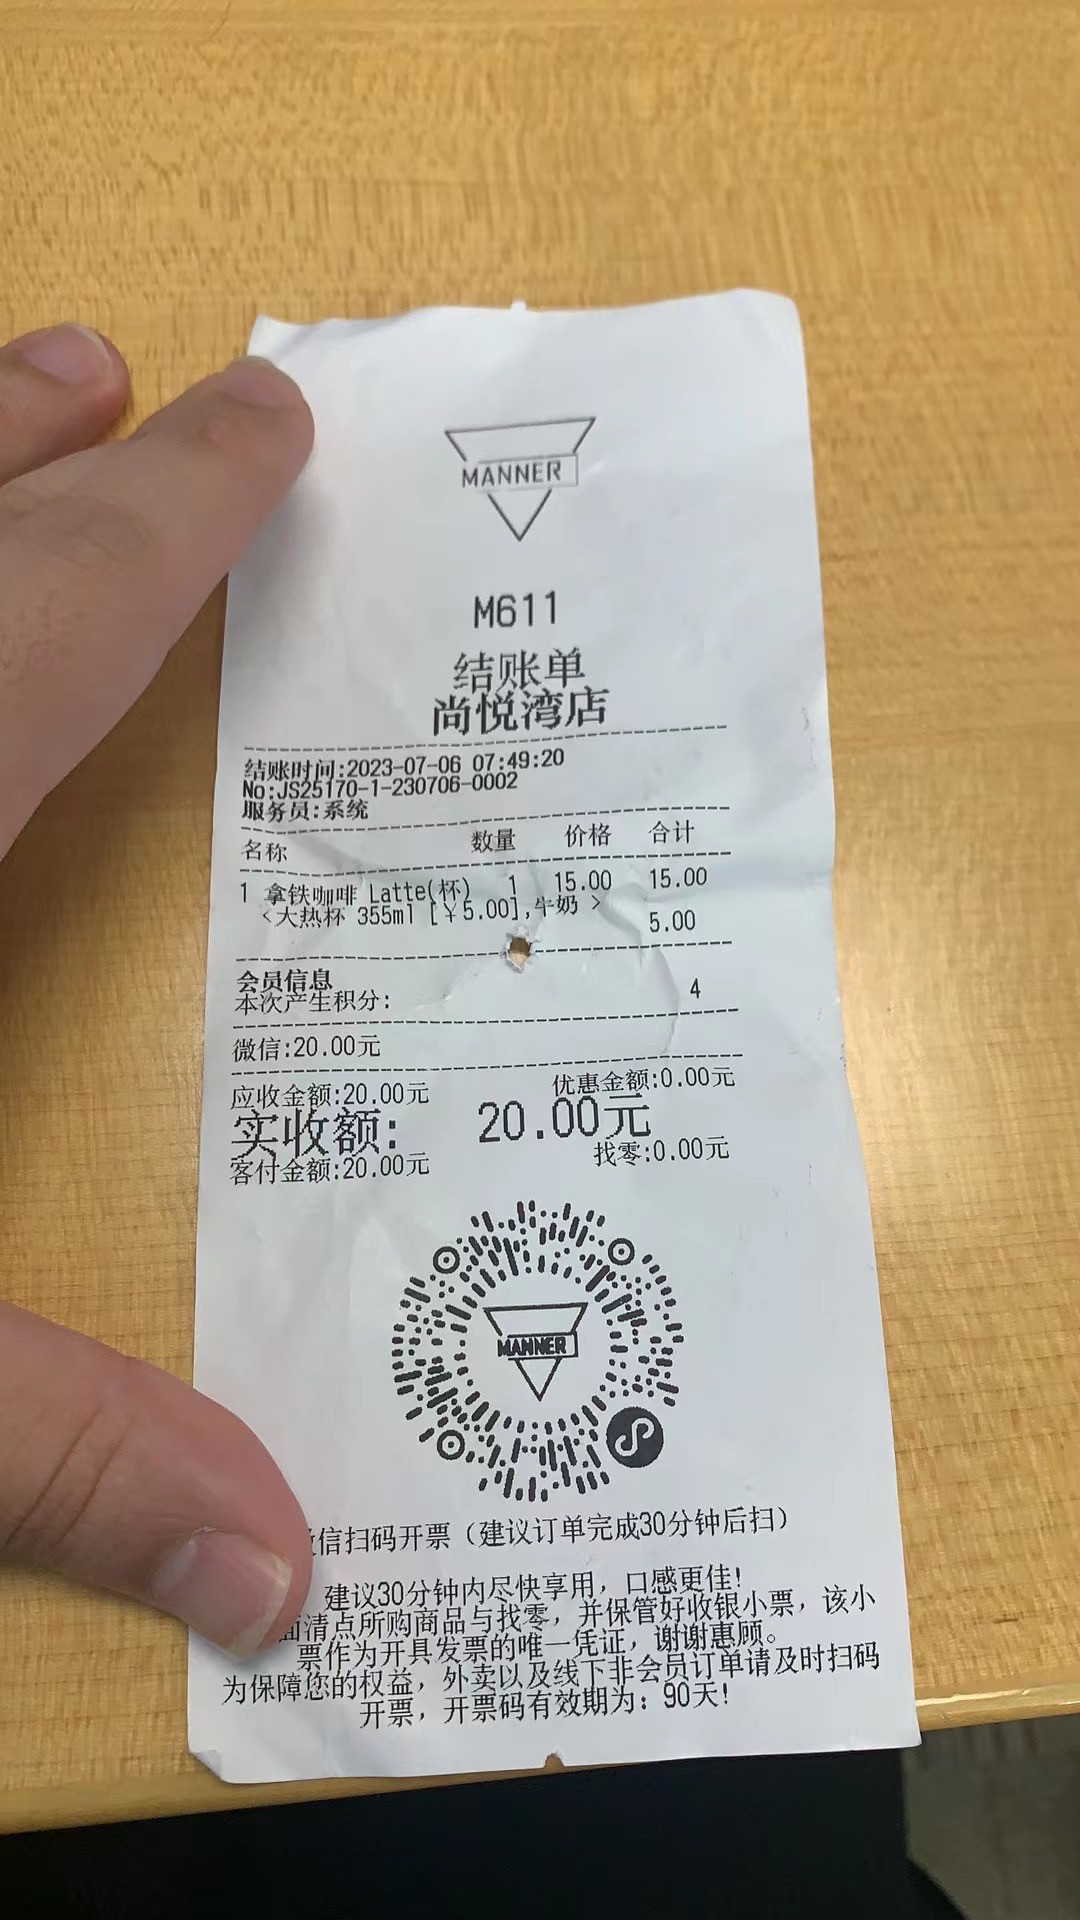 MANNER
M611
结账单
尚悦湾店
结账时间:2023-07-06 07:49:20
No:JS25170-1-230706-0002
服务员:系统
名称 数量 价格 合计
1 拿铁咖啡 Latte(杯) 1 15.00 15.00
<大热杯 355ml [￥5.00],牛奶 > 5.00
会员信息
本次产生积分: 4
微信:20.00元
应收金额:20.00元 优惠金额:0.00元
实收额: 20.00元
客付金额:20.00元 找零:0.00元
MANNER
信扫码开票（建议订单完成30分钟后扫）
建议30分钟内尽快享用，口感更佳！
面清点所购商品与找零，并保管好收银小票，该小
票作为开具发票的唯一凭证，谢谢惠顾。
为保障您的权益，外卖以及线下非会员订单请及时扫码
开票，开票码有效期为：90天！